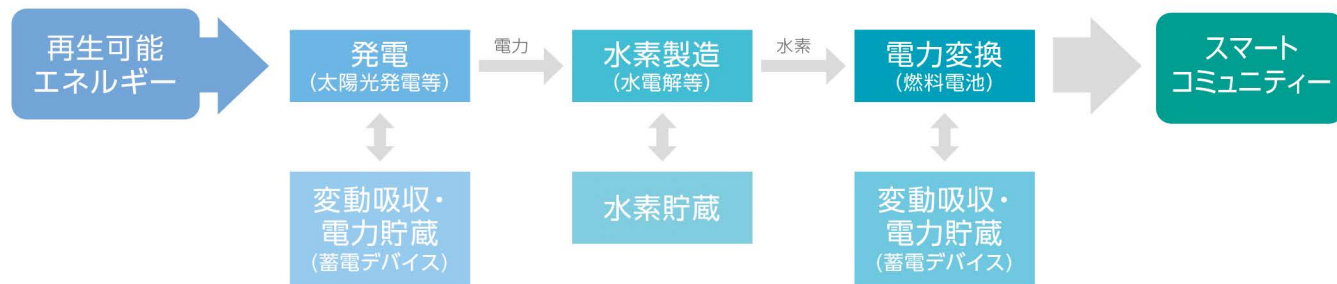 再生可能
エネルギー
発電
(太陽光発電等)
電力
水素製造
(水電解等)
水素
電力変換
(燃料電池)
スマート
コミュニティー
変動吸収・
電力貯蔵
(蓄電デバイス)
水素貯蔵
変動吸収・
電力貯蔵
(蓄電デバイス)